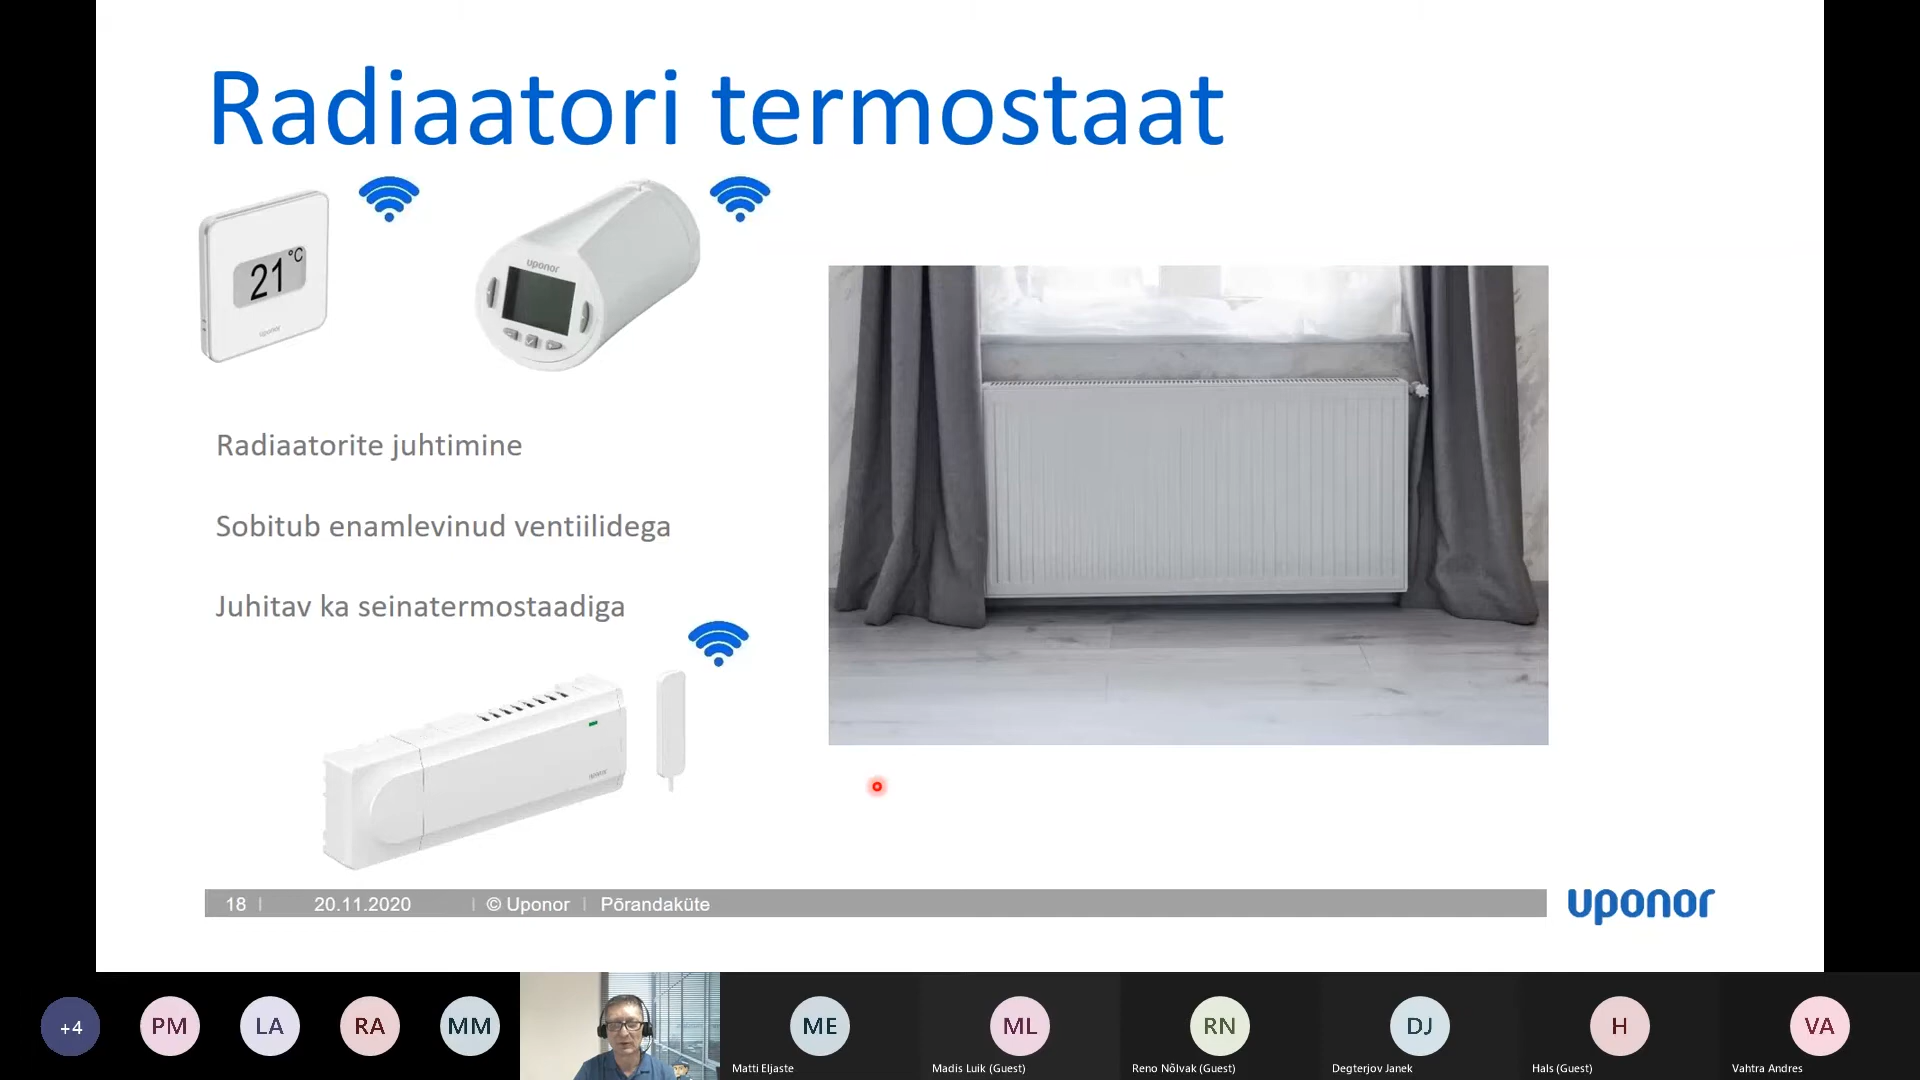 Radiaatori termostaat
21 °C
uponor
uponor
Radiaatorite juhtimine
Sobitub enamlevinud ventiilidega
Juhitav ka seinatermostaadiga
uponor
18 | 20.11.2020 | © Uponor | Põrandaküte
uponor
+4 PM LA RA MM ME ML RN DJ H VA
Matti Eljaste Madis Luik (Guest) Reno Nõlvak (Guest) Degterjov Janek Hals (Guest) Vahtra Andres